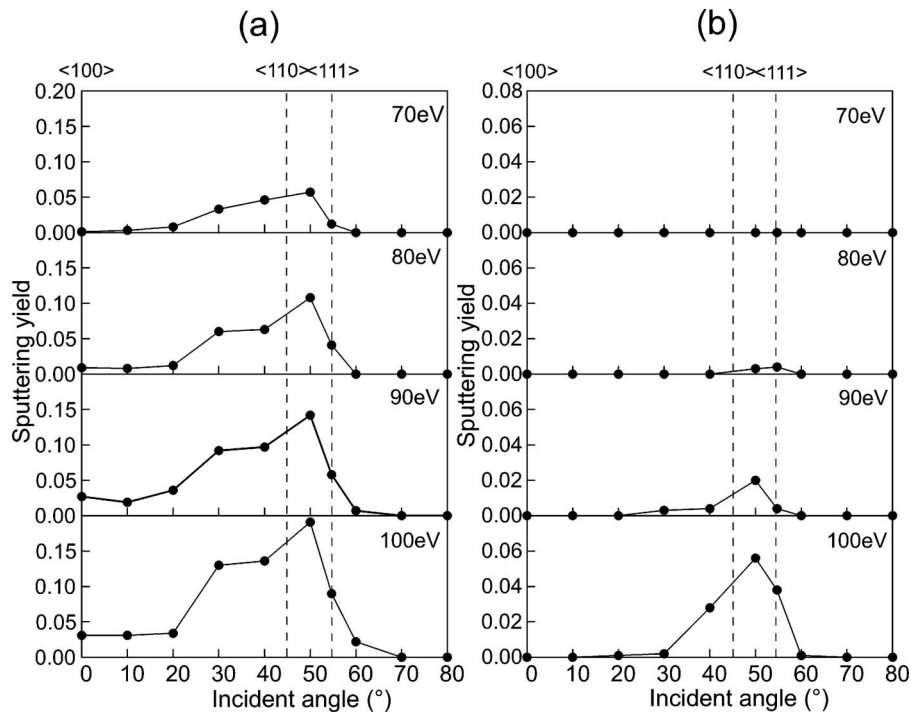 (a) (b)
<100> <110><111> <100> <110><111>
0.20 70eV 0.08 70eV
0.15 0.06
0.10 0.04
0.05 0.02
0.00 80eV 0.00 80eV
0.15 0.06
0.10 0.04
0.05 0.02
0.00 90eV 0.00 90eV
0.15 0.06
0.10 0.04
0.05 0.02
0.00 100eV 0.00 100eV
0.15 0.06
0.10 0.04
0.05 0.02
0.00 0.00
0 10 20 30 40 50 60 70 80 0 10 20 30 40 50 60 70 80
Incident angle (°) Incident angle (°)
Sputtering yield
Sputtering yield